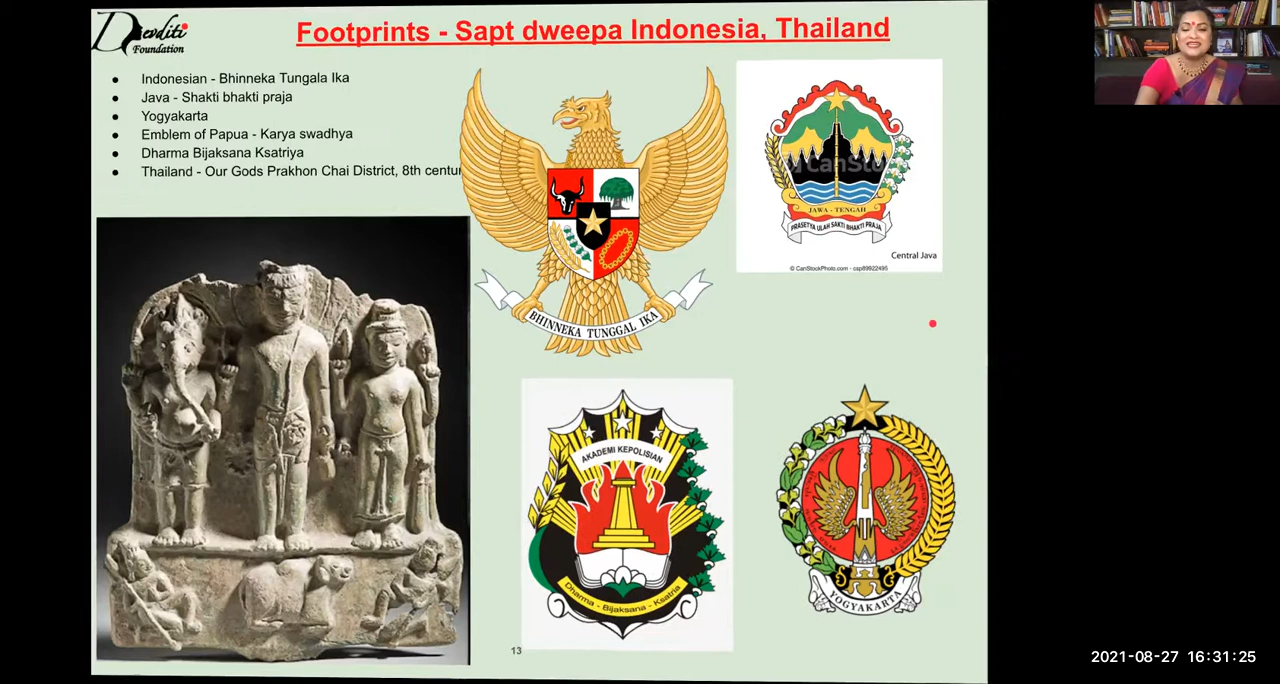 Devditi
Foundation
Footprints - Sapt dweepa Indonesia, Thailand
● Indonesian - Bhinneka Tungala Ika
● Java - Shakti bhakti praja
● Yogyakarta
● Emblem of Papua - Karya swadhya
● Dharma Bijaksana Ksatriya
● Thailand - Our Gods Prakhon Chai District, 8th centur
BHINNEKA TUNGGAL IKA
CanSto
JAWA - TENGAH
PRASETYA ULAH SAKTI BHAKTI PRAJA
Central Java
© CanStockPhoto.com - csp89922495
AKADEMI KEPOLISIAN
Dharma - Bijaksana - Ksatria
YOGYAKARTA
13
2021-08-27 16:31:25